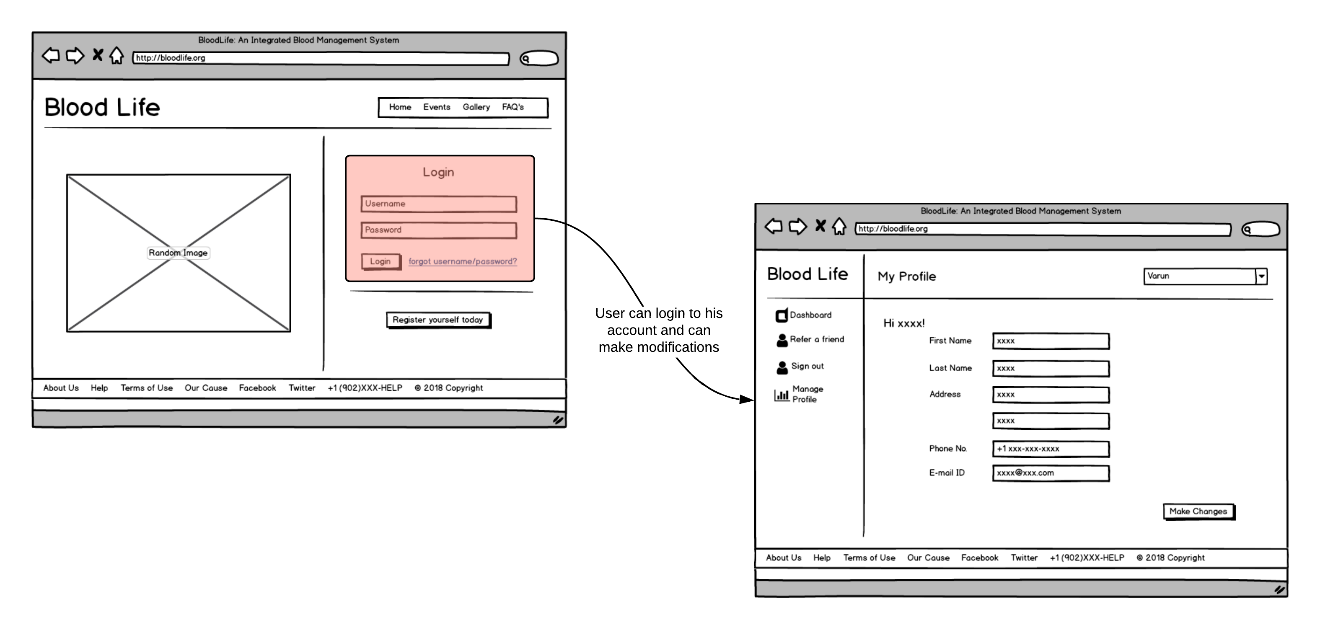 BloodLife: An Integrated Blood Management System
http://bloodlife.org
Blood Life
Home Events Gallery FAQ's
Login
Username
Password
Random Image
Login forgot username/password?
Register yourself today
About Us Help Terms of Use Our Cause Facebook Twitter +1 (902)XXX-HELP © 2018 Copyright
User can login to his
account and can
make modifications
BloodLife: An Integrated Blood Management System
http://bloodlife.org
Blood Life
My Profile
Varun
Dashboard
Refer a friend
Sign out
Manage
Profile
Hi xxxx!
First Name xxxx
Last Name xxxx
Address xxxx
xxxx
Phone No. +1 xxx-xxx-xxxx
E-mail ID xxxx@xxx.com
Make Changes
About Us Help Terms of Use Our Cause Facebook Twitter +1 (902)XXX-HELP © 2018 Copyright